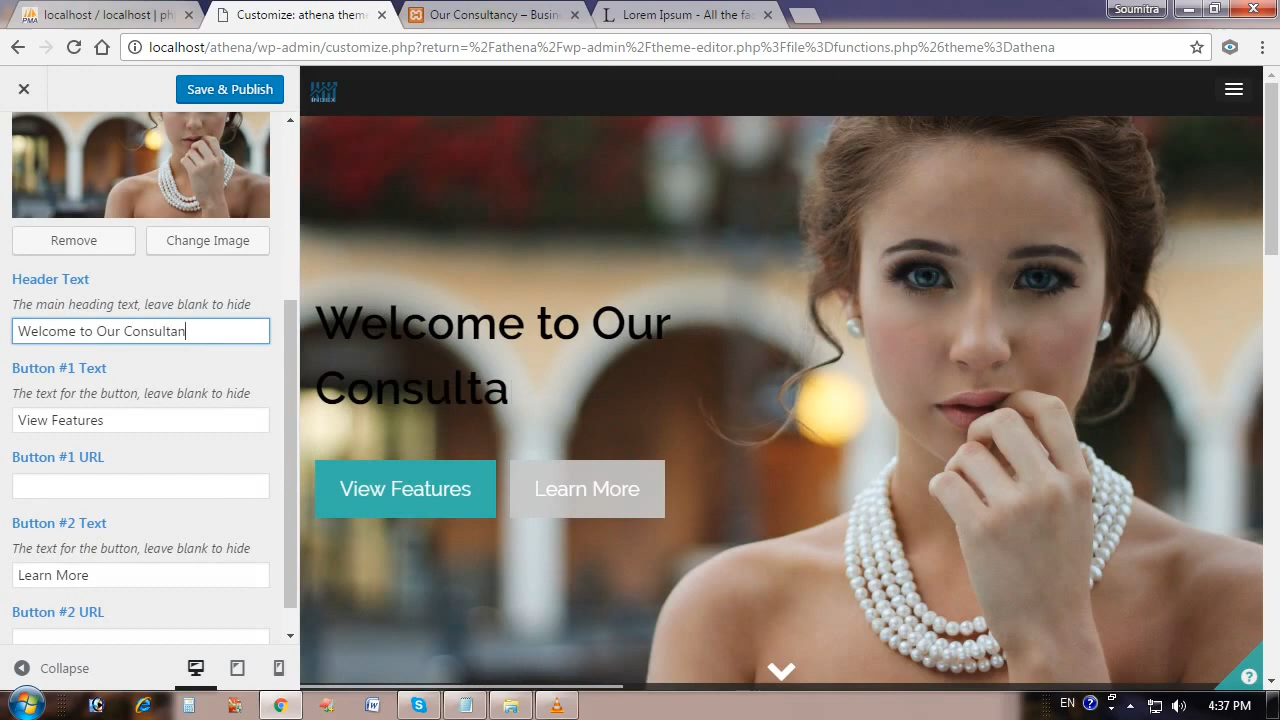 localhost / localhost | ph
Customize: athena them
Our Consultancy – Busin
Lorem Ipsum - All the fa
Soumitra
localhost/athena/wp-admin/customize.php?return=%2Fathena%2Fwp-admin%2Ftheme-editor.php%3Ffile%3Dfunctions.php%26theme%3Dathena
Save & Publish
INDEX
Remove
Change Image
Header Text
The main heading text, leave blank to hide
Welcome to Our Consultan
Button #1 Text
The text for the button, leave blank to hide
View Features
Button #1 URL
Button #2 Text
The text for the button, leave blank to hide
Learn More
Button #2 URL
Collapse
Welcome to Our
Consulta
View Features
Learn More
EN
4:37 PM